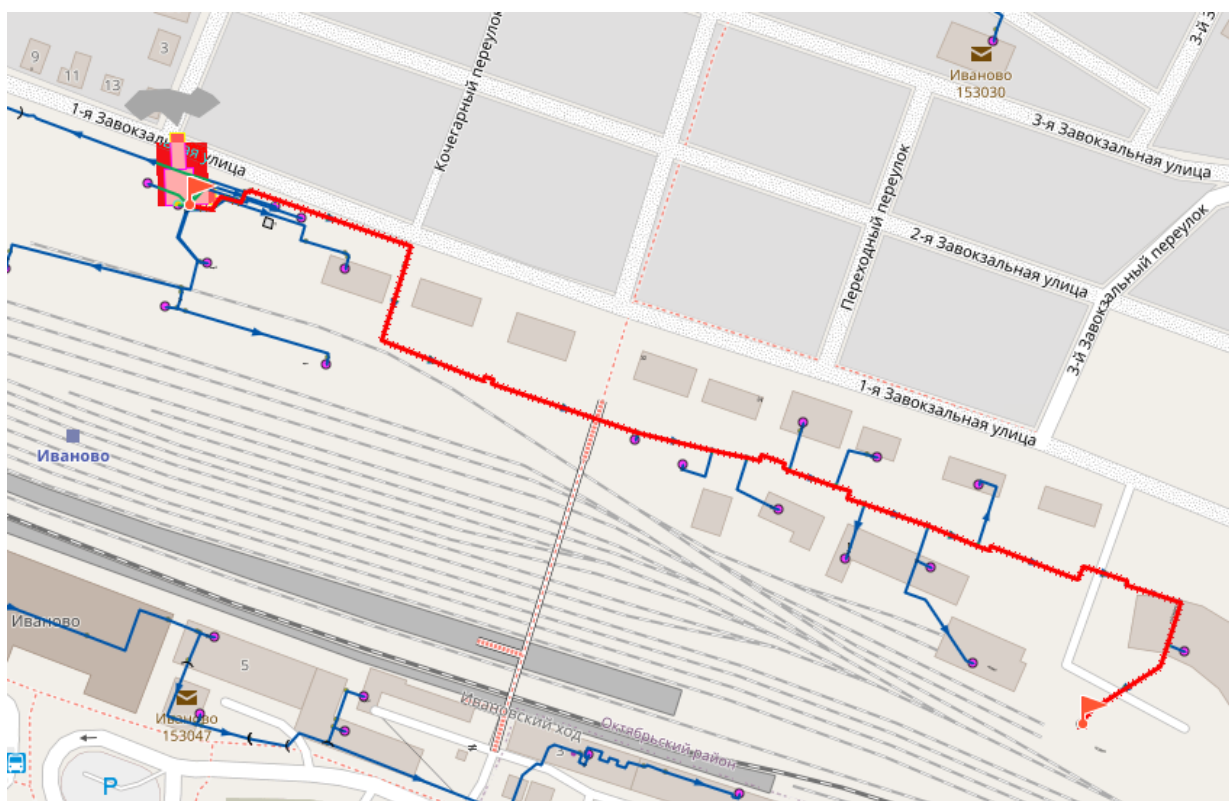 Кочегарный переулок
3-й З
3
9
11
13
Иваново
153030
1-я Завокзальная улица
3-я Завокзальная улица
Переходный переулок
2-я Завокзальная улица
3-й Завокзальный переулок
1-я Завокзальная улица
Иваново
Иваново
5
Иваново
153047
Ивановский ход
Октябрьский район
3
P